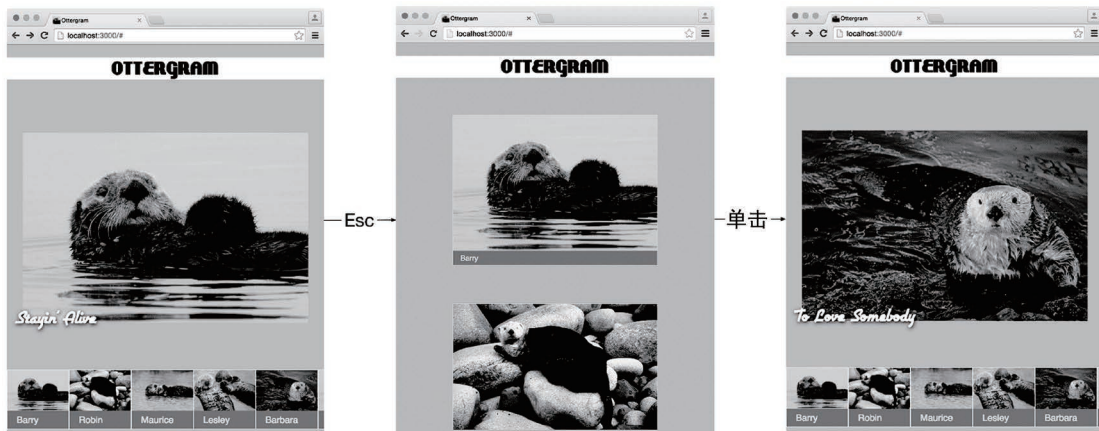 Ottergram
localhost:3000/#
OTTERGRAM
Stayin' Alive
Barry
Robin
Maurice
Lesley
Barbara
Esc
Ottergram
localhost:3000/#
OTTERGRAM
Barry
单击
Ottergram
localhost:3000/#
OTTERGRAM
To Love Somebody
Barry
Robin
Maurice
Lesley
Barbara